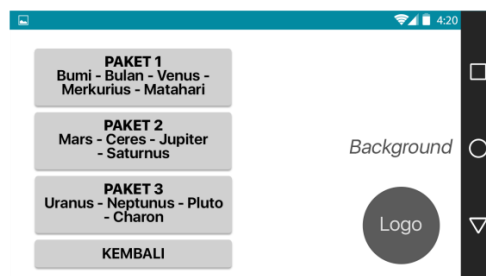 4:20
PAKET 1
Bumi - Bulan - Venus -
Merkurius - Matahari
PAKET 2
Mars - Ceres - Jupiter
- Saturnus
PAKET 3
Uranus - Neptunus - Pluto
- Charon
KEMBALI
Background
Logo